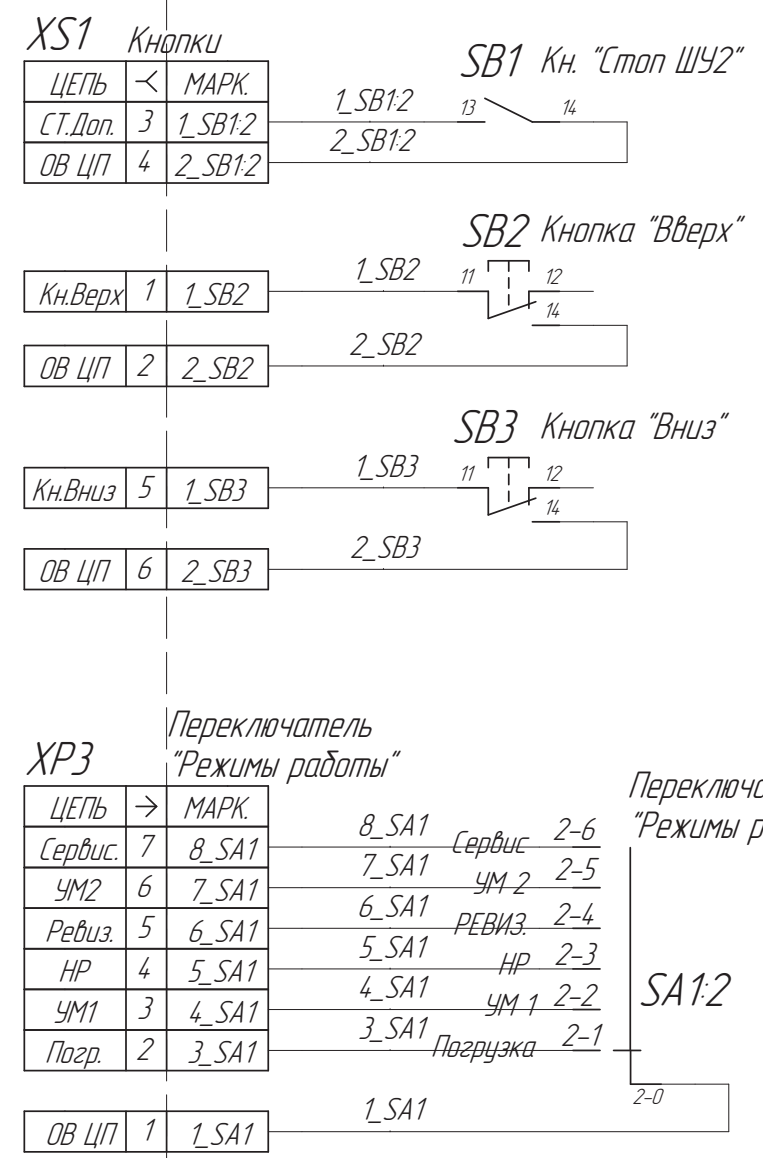 XS1 Кнопки
ЦЕПЬ МАРК.
СТ.Доп. 3 1_SB1:2
ОВ ЦП 4 2_SB1:2
1_SB1:2
2_SB1:2
SB1 Кн. "Стоп ШУ2"
13 14
Кн.Верх 1 1_SB2
ОВ ЦП 2 2_SB2
1_SB2
2_SB2
SB2 Кнопка "Вверх"
11 12
14
Кн.Вниз 5 1_SB3
ОВ ЦП 6 2_SB3
1_SB3
2_SB3
SB3 Кнопка "Вниз"
11 12
14
XP3
Переключатель
"Режимы работы"
ЦЕПЬ МАРК.
Сервис. 7 8_SA1
УМ2 6 7_SA1
Ревиз. 5 6_SA1
НР 4 5_SA1
УМ1 3 4_SA1
Погр. 2 3_SA1
ОВ ЦП 1 1_SA1
Переключа
"Режимы р
8_SA1 Сервис 2-6
7_SA1 УМ 2 2-5
6_SA1 РЕВИЗ. 2-4
5_SA1 НР 2-3
4_SA1 УМ 1 2-2
3_SA1 Погрузка 2-1
SA1:2
2-0
1_SA1